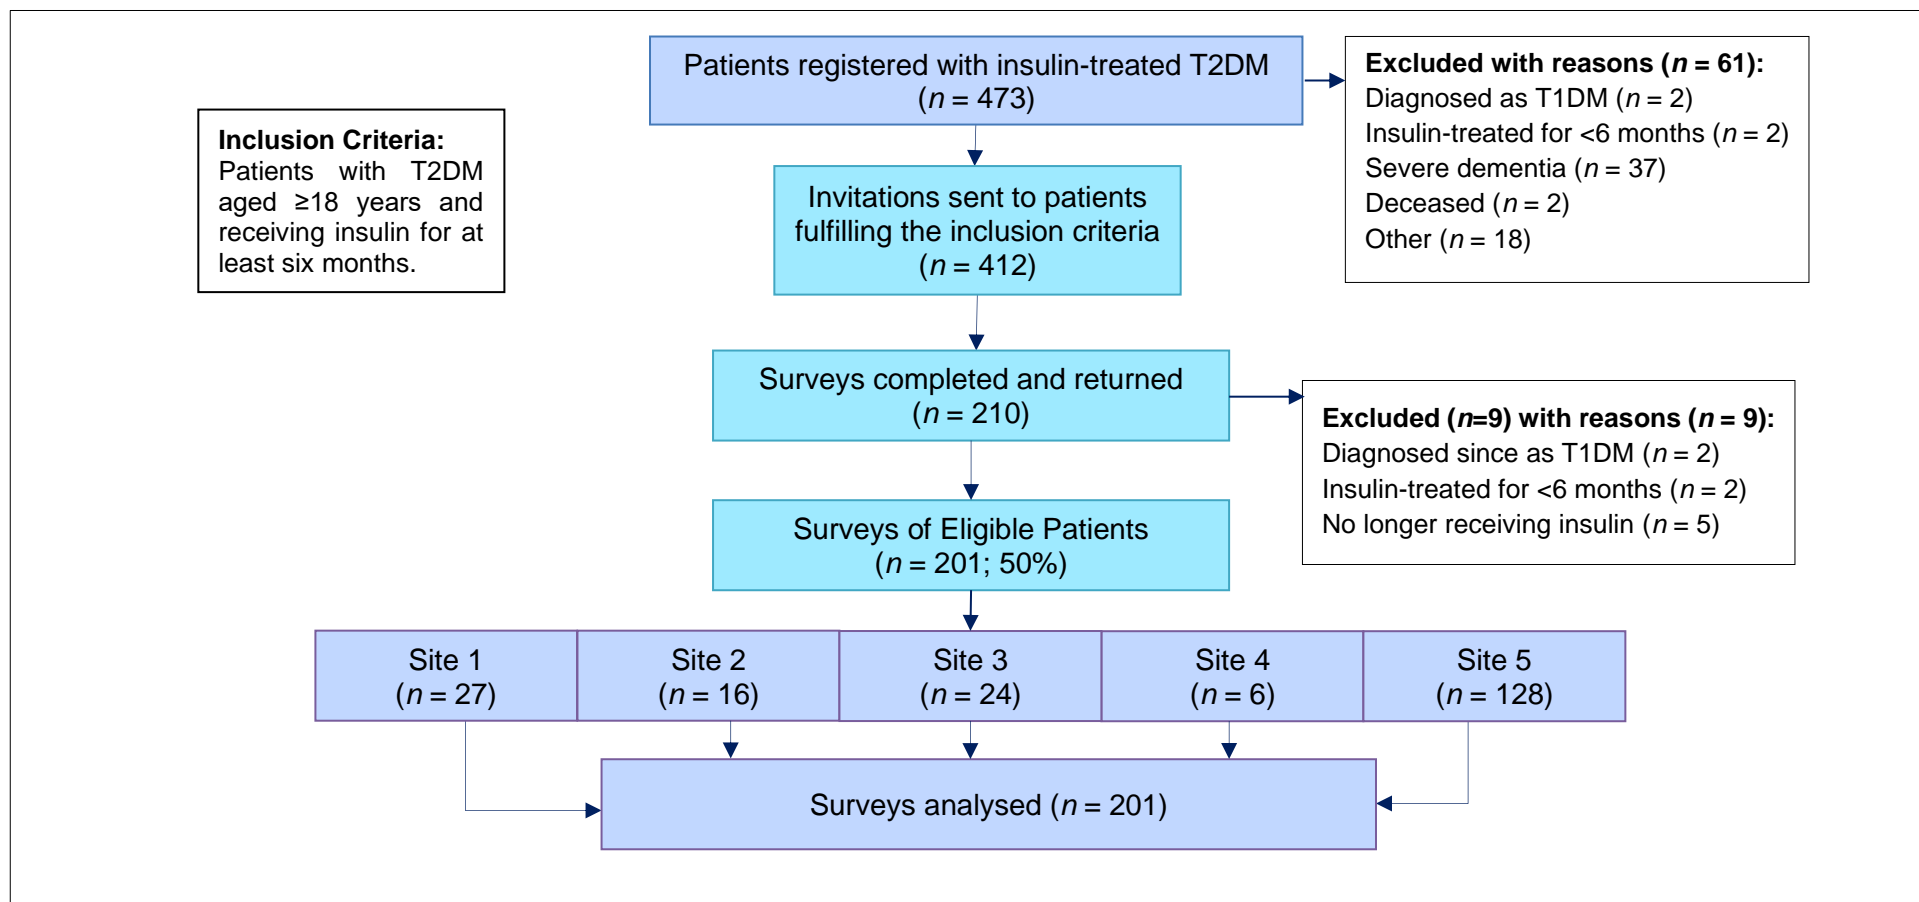 Patients registered with insulin-treated T2DM
(n = 473)
Excluded with reasons (n = 61):
Diagnosed as T1DM (n = 2)
Insulin-treated for <6 months (n = 2)
Severe dementia (n = 37)
Deceased (n = 2)
Other (n = 18)
Inclusion Criteria:
Patients with T2DM
aged ≥18 years and
receiving insulin for at
least six months.
Invitations sent to patients
fulfilling the inclusion criteria
(n = 412)
Surveys completed and returned
(n = 210)
Excluded (n=9) with reasons (n = 9):
Diagnosed since as T1DM (n = 2)
Insulin-treated for <6 months (n = 2)
No longer receiving insulin (n = 5)
Surveys of Eligible Patients
(n = 201; 50%)
Site 1
(n = 27)
Site 2
(n = 16)
Site 3
(n = 24)
Site 4
(n = 6)
Site 5
(n = 128)
Surveys analysed (n = 201)